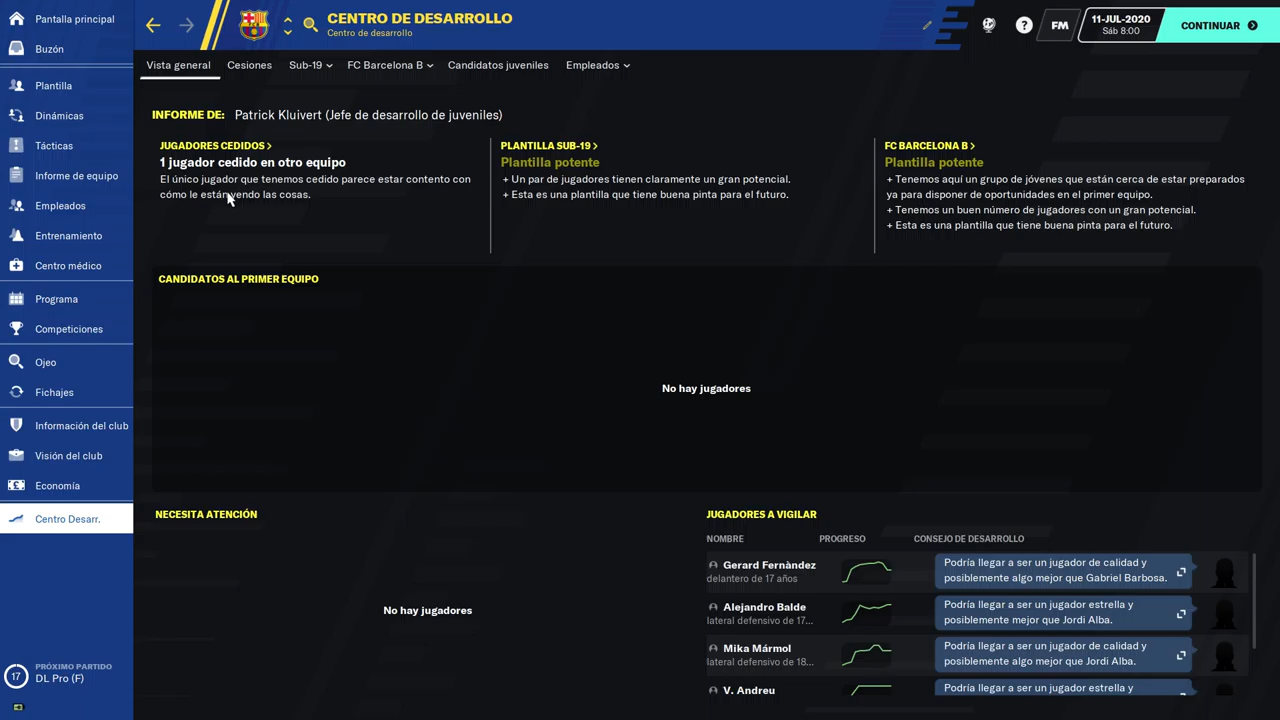 Pantalla principal
Buzón
Plantilla
Dinámicas
Tácticas
Informe de equipo
Empleados
Entrenamiento
Centro médico
Programa
Competiciones
Ojeo
Fichajes
Información del club
Visión del club
Economía
Centro Desarr.
17
PRÓXIMO PARTIDO
DL Pro (F)
CENTRO DE DESARROLLO
Centro de desarrollo
?
FM
11-JUL-2020
Sáb 8:00
CONTINUAR
Vista general
Cesiones
Sub-19
FC Barcelona B
Candidatos juveniles
Empleados
INFORME DE: Patrick Kluivert (Jefe de desarrollo de juveniles)
JUGADORES CEDIDOS >
1 jugador cedido en otro equipo
El único jugador que tenemos cedido parece estar contento con
cómo le están yendo las cosas.
PLANTILLA SUB-19 >
Plantilla potente
+ Un par de jugadores tienen claramente un gran potencial.
+ Esta es una plantilla que tiene buena pinta para el futuro.
FC BARCELONA B >
Plantilla potente
+ Tenemos aquí un grupo de jóvenes que están cerca de estar preparados
ya para disponer de oportunidades en el primer equipo.
+ Tenemos un buen número de jugadores con un gran potencial.
+ Esta es una plantilla que tiene buena pinta para el futuro.
CANDIDATOS AL PRIMER EQUIPO
No hay jugadores
NECESITA ATENCIÓN
No hay jugadores
JUGADORES A VIGILAR
NOMBRE PROGRESO CONSEJO DE DESARROLLO
Gerard Fernàndez
delantero de 17 años
Podría llegar a ser un jugador de calidad y
posiblemente algo mejor que Gabriel Barbosa.
Alejandro Balde
lateral defensivo de 17...
Podría llegar a ser un jugador estrella y
posiblemente mejor que Jordi Alba.
Mika Mármol
lateral defensivo de 18...
Podría llegar a ser un jugador de calidad y
posiblemente algo mejor que Jordi Alba.
V. Andreu
Podría llegar a ser un jugador estrella y